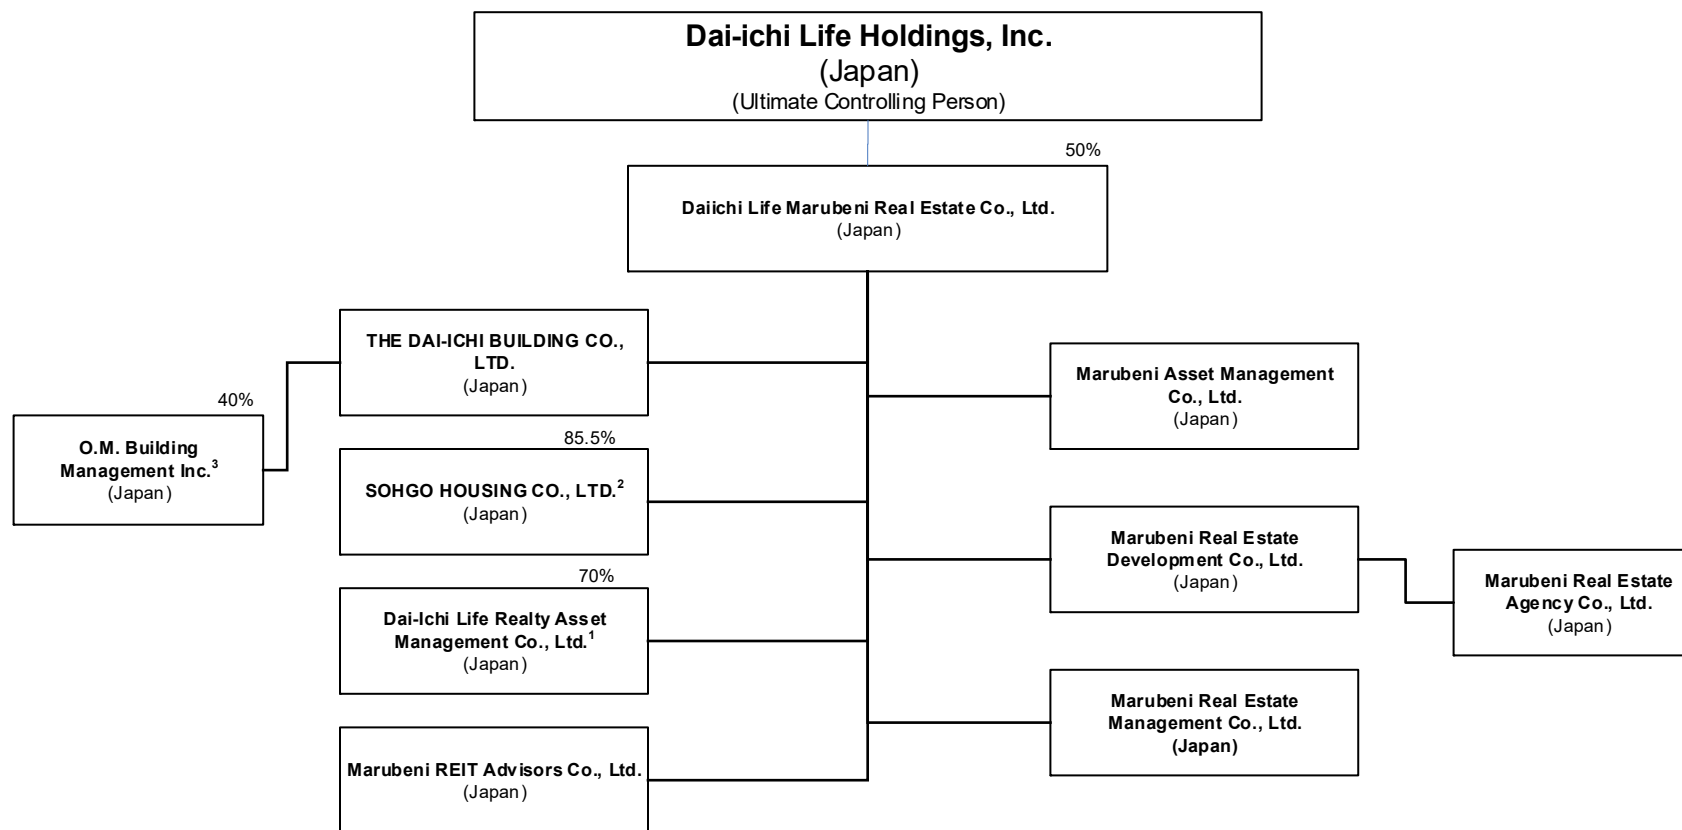 Dai-ichi Life Holdings, Inc.
(Japan)
(Ultimate Controlling Person)
50%
Daiichi Life Marubeni Real Estate Co., Ltd.
(Japan)
THE DAI-ICHI BUILDING CO.,
LTD.
(Japan)
40%
O.M. Building
Management Inc.³
(Japan)
85.5%
SOHGO HOUSING CO., LTD.²
(Japan)
70%
Dai-Ichi Life Realty Asset
Management Co., Ltd.¹
(Japan)
Marubeni REIT Advisors Co., Ltd.
(Japan)
Marubeni Asset Management
Co., Ltd.
(Japan)
Marubeni Real Estate
Development Co., Ltd.
(Japan)
Marubeni Real Estate
Agency Co., Ltd.
(Japan)
Marubeni Real Estate
Management Co., Ltd.
(Japan)